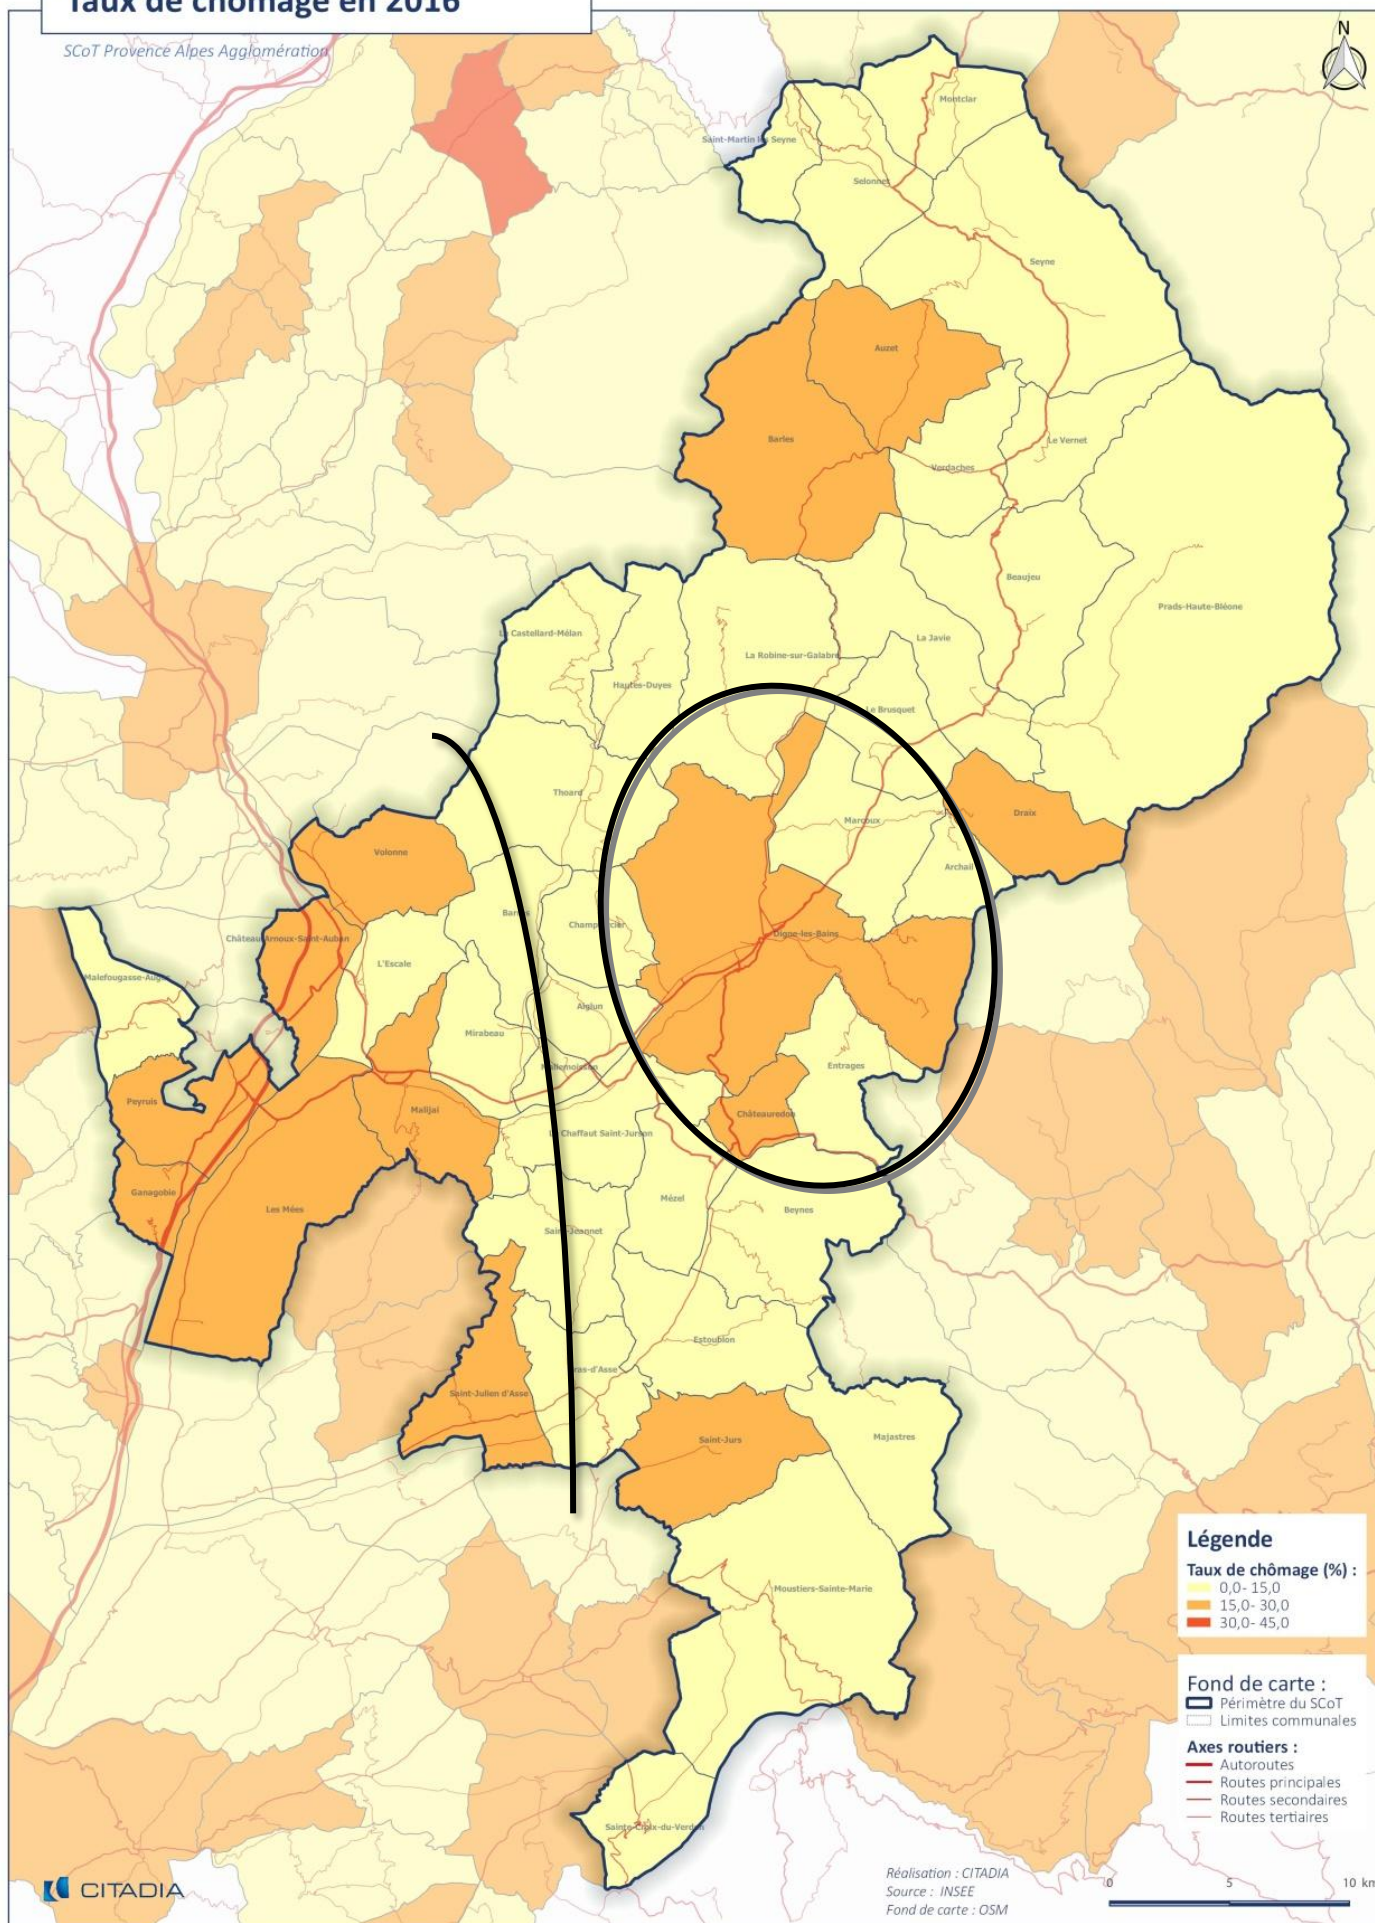 Taux de chômage en 2016
SCoT Provence Alpes Agglomération
N
Montclar
Saint-Martin les Seyne
Selonnet
Seyne
Auzet
Barles
Le Vernet
Verdaches
Beaujeu
Prads-Haute-Bléone
Le Castellard-Mélan
La Javie
La Robine-sur-Galabre
Hautes-Duyes
Le Brusquet
Thoard
Draix
Marcoux
Volonne
Archail
Barras
Champtercier
Digne-les-Bains
Château-Arnoux-Saint-Auban
L'Escale
Malefougasse-Augès
Aiglun
Mirabeau
Mallemoisson
Entrages
Peyruis
Malijai
Châteauredon
Le Chaffaut Saint-Jurson
Ganagobie
Mézel
Les Mées
Beynes
Saint-Jeannet
Estoublon
Bras-d'Asse
Saint-Julien d'Asse
Saint-Jurs
Majastres
Moustiers-Sainte-Marie
Sainte-Croix-du-Verdon
Légende
Taux de chômage (%) :
0,0- 15,0
15,0- 30,0
30,0- 45,0
Fond de carte :
Périmètre du SCoT
Limites communales
Axes routiers :
Autoroutes
Routes principales
Routes secondaires
Routes tertiaires
CITADIA
Réalisation : CITADIA
Source : INSEE
Fond de carte : OSM
0 5 10 km